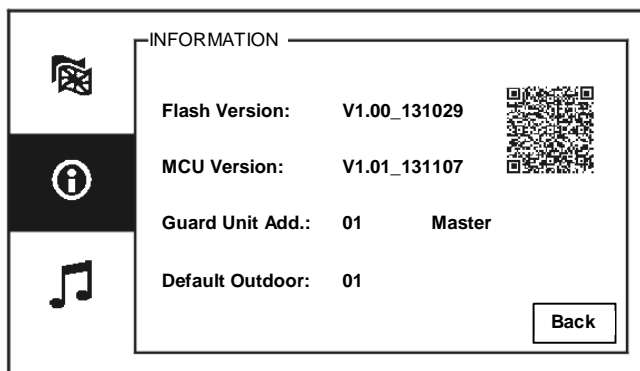 INFORMATION
Flash Version: V1.00_131029
MCU Version: V1.01_131107
Guard Unit Add.: 01 Master
Default Outdoor: 01
Back